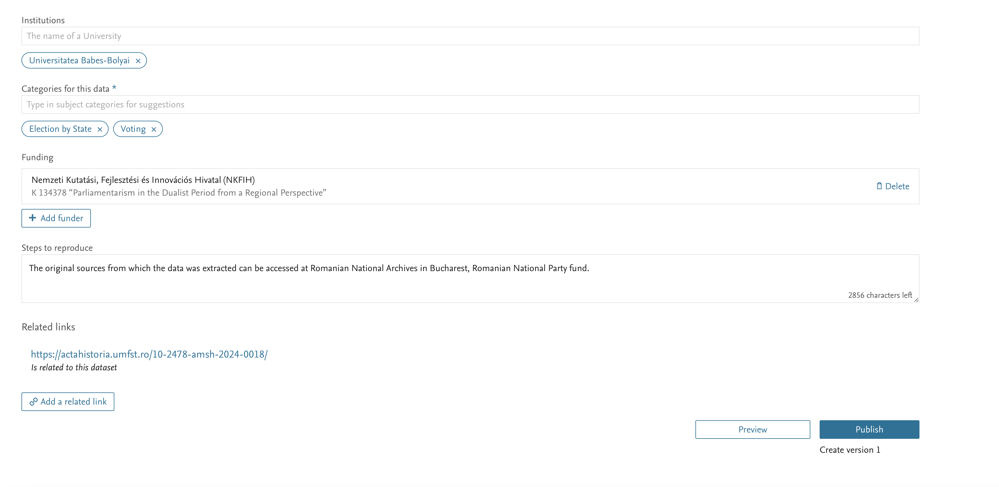 Institutions
The name of a University
Universitatea Babes-Bolyai ×
Categories for this data *
Type in subject categories for suggestions
Election by State × Voting ×
Funding
Nemzeti Kutatási, Fejlesztési és Innovációs Hivatal (NKFIH)
K 134378 “Parliamentarism in the Dualist Period from a Regional Perspective”
Delete
+ Add funder
Steps to reproduce
The original sources from which the data was extracted can be accessed at Romanian National Archives in Bucharest, Romanian National Party fund.
2856 characters left
Related links
https://actahistoria.umfst.ro/10-2478-amsh-2024-0018/
Is related to this dataset
Add a related link
Preview Publish
Create version 1